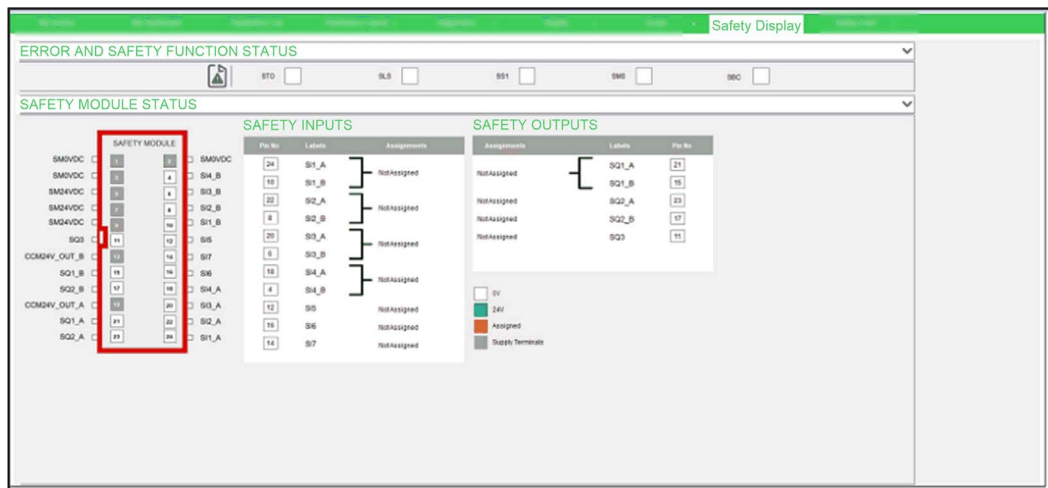 Safety Display
ERROR AND SAFETY FUNCTION STATUS
STO SLS SS1 SMS SBC
SAFETY MODULE STATUS
SAFETY MODULE
SM0VDC 1 2 SM0VDC
SM0VDC 3 4 SI4_B
SM24VDC 5 6 SI3_B
SM24VDC 7 8 SI2_B
SM24VDC 9 10 SI1_B
SQ3 11 12 SI5
CCM24V_OUT_B 13 14 SI7
SQ1_B 15 16 SI6
SQ2_B 17 18 SI4_A
CCM24V_OUT_A 19 20 SI3_A
SQ1_A 21 22 SI2_A
SQ2_A 23 24 SI1_A
SAFETY INPUTS
Pin No Labels Assignments
24 SI1_A
NotAssigned
10 SI1_B
22 SI2_A
NotAssigned
8 SI2_B
20 SI3_A
NotAssigned
6 SI3_B
18 SI4_A
NotAssigned
4 SI4_B
12 SI5 NotAssigned
16 SI6 NotAssigned
14 SI7 NotAssigned
SAFETY OUTPUTS
Assignments Labels Pin No
SQ1_A 21
NotAssigned
SQ1_B 15
NotAssigned SQ2_A 23
NotAssigned SQ2_B 17
NotAssigned SQ3 11
0V
24V
Assigned
Supply Terminals